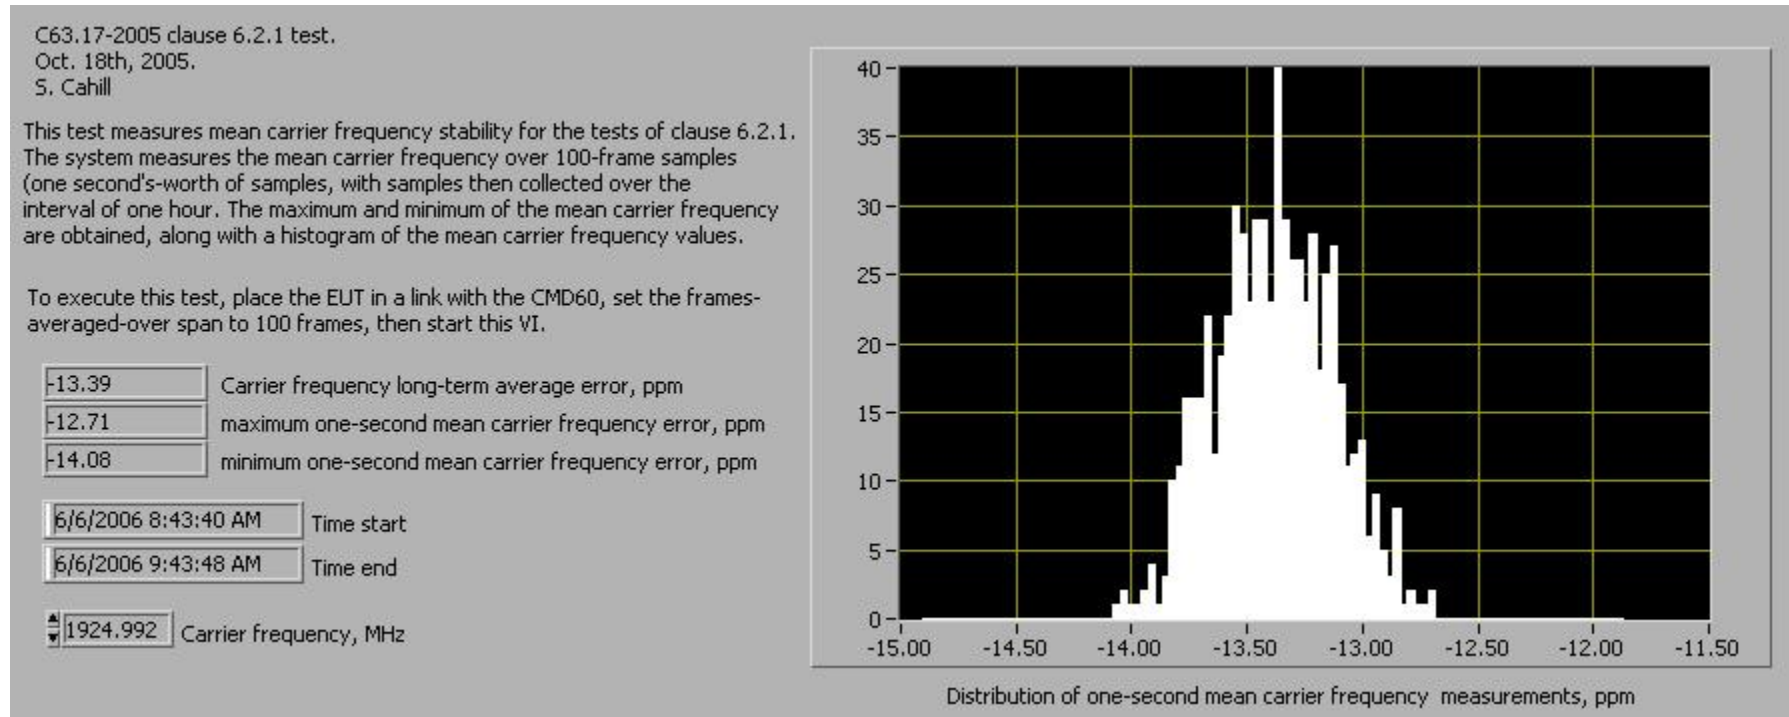 C63.17-2005 clause 6.2.1 test.
Oct. 18th, 2005.
S. Cahill
This test measures mean carrier frequency stability for the tests of clause 6.2.1.
The system measures the mean carrier frequency over 100-frame samples
(one second's-worth of samples, with samples then collected over the
interval of one hour. The maximum and minimum of the mean carrier frequency
are obtained, along with a histogram of the mean carrier frequency values.
To execute this test, place the EUT in a link with the CMD60, set the frames-
averaged-over span to 100 frames, then start this VI.
-13.39 Carrier frequency long-term average error, ppm
-12.71 maximum one-second mean carrier frequency error, ppm
-14.08 minimum one-second mean carrier frequency error, ppm
6/6/2006 8:43:40 AM Time start
6/6/2006 9:43:48 AM Time end
1924.992 Carrier frequency, MHz
40
35
30
25
20
15
10
5
0
-15.00 -14.50 -14.00 -13.50 -13.00 -12.50 -12.00 -11.50
Distribution of one-second mean carrier frequency measurements, ppm